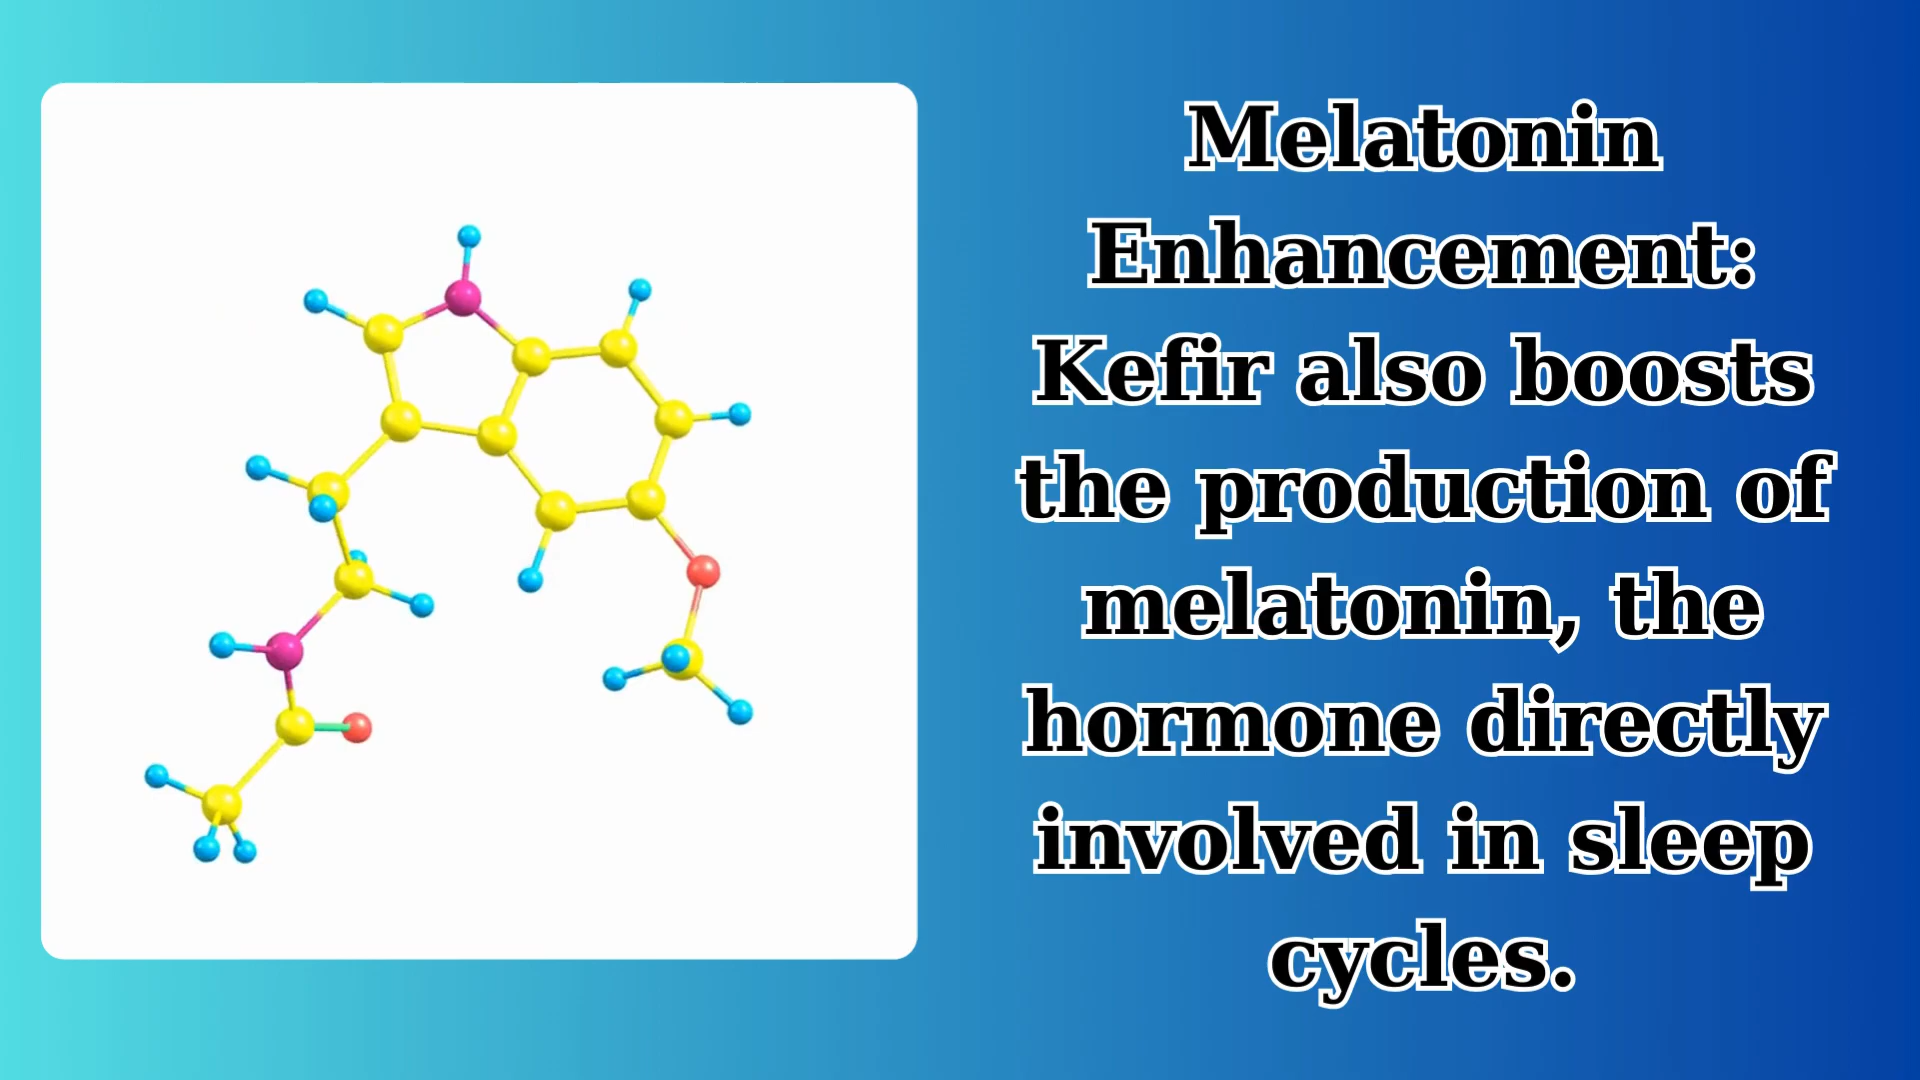 Melatonin
Enhancement:
Kefir also boosts
the production of
melatonin, the
hormone directly
involved in sleep
cycles.